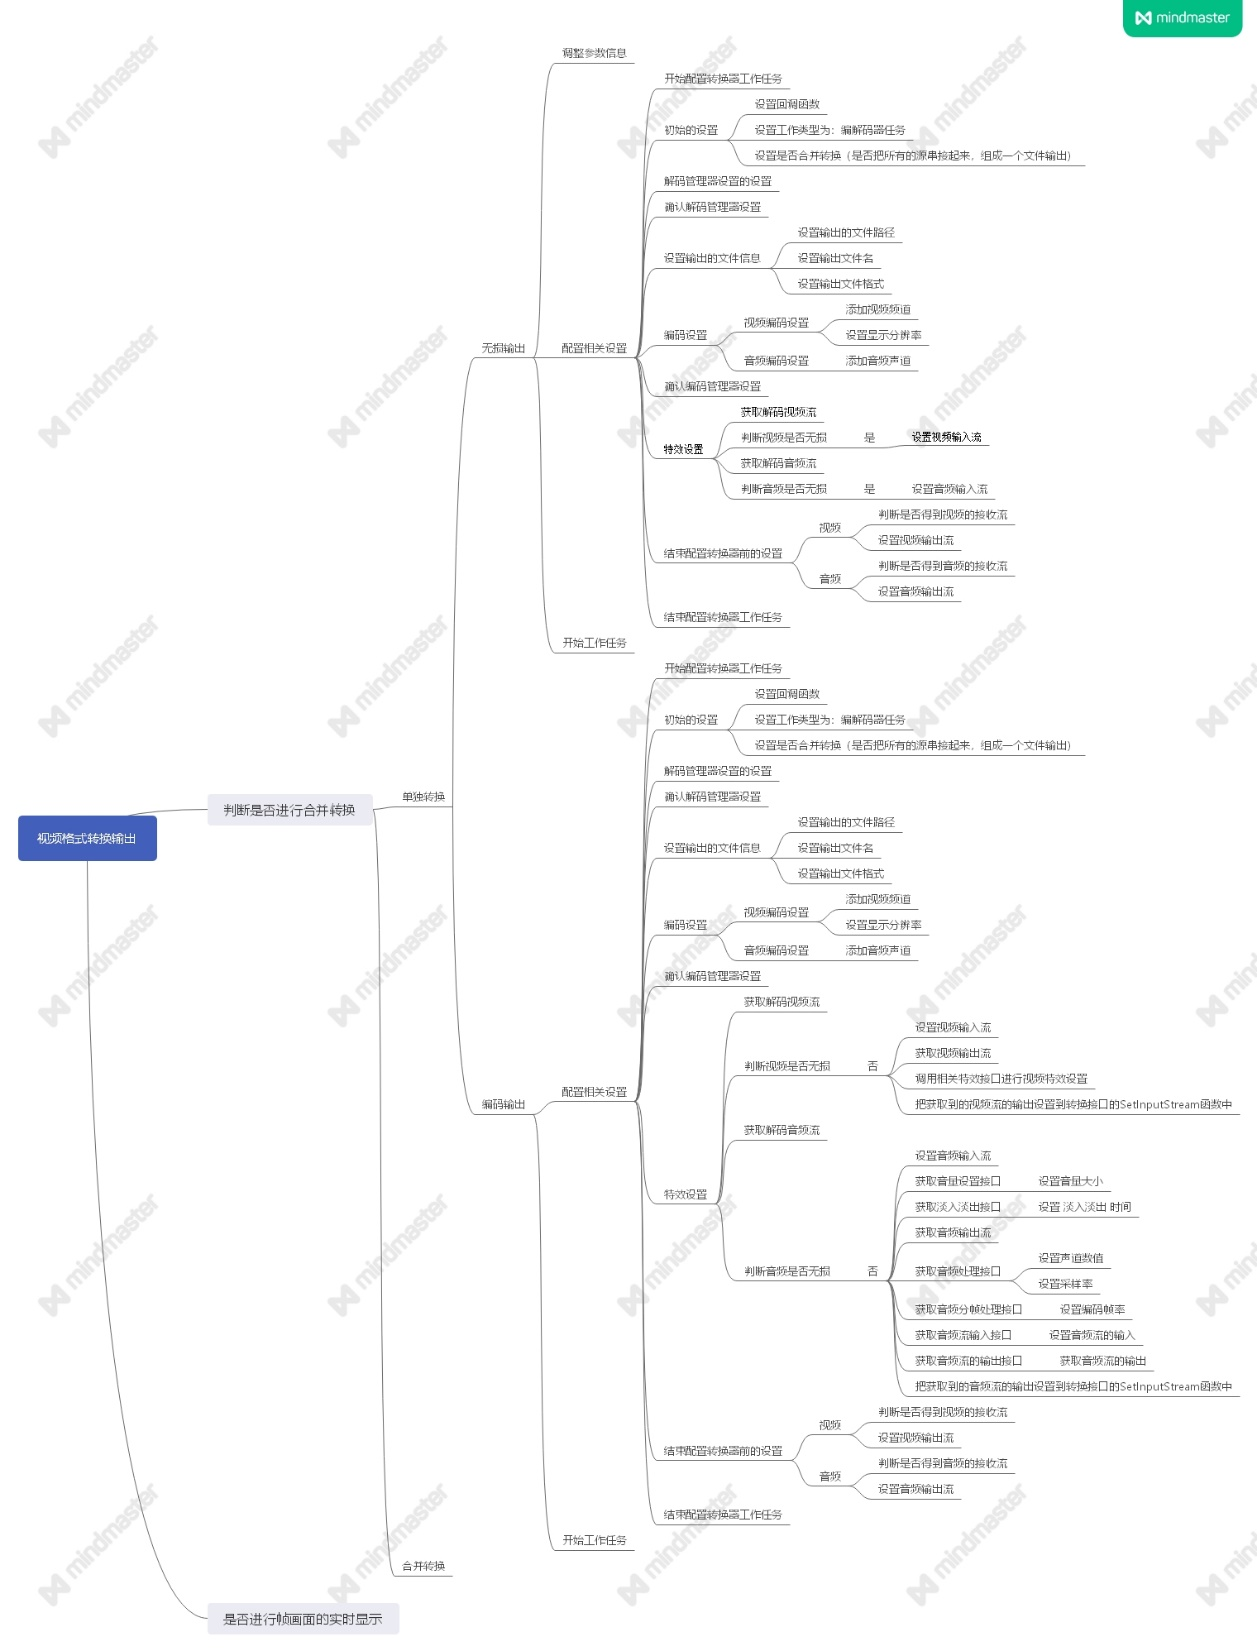 mindmaster
视频格式转换输出
判断是否进行合并转换
单独转换
无损输出
调整参数信息
配置相关设置
开始配置转换器工作任务
初始的设置
设置回调函数
设置工作类型为：编解码器任务
设置是否合并转换（是否把所有的源串接起来，组成一个文件输出）
解码管理器设置的设置
确认解码管理器设置
设置输出的文件信息
设置输出的文件路径
设置输出文件名
设置输出文件格式
编码设置
视频编码设置
添加视频频道
设置显示分辨率
音频编码设置
添加音频声道
确认编码管理器设置
特效设置
获取解码视频流
判断视频是否无损
是
设置视频输入流
获取解码音频流
判断音频是否无损
是
设置音频输入流
结束配置转换器前的设置
视频
判断是否得到视频的接收流
设置视频输出流
音频
判断是否得到音频的接收流
设置音频输出流
结束配置转换器工作任务
开始工作任务
编码输出
配置相关设置
开始配置转换器工作任务
初始的设置
设置回调函数
设置工作类型为：编解码器任务
设置是否合并转换（是否把所有的源串接起来，组成一个文件输出）
解码管理器设置的设置
确认解码管理器设置
设置输出的文件信息
设置输出的文件路径
设置输出文件名
设置输出文件格式
编码设置
视频编码设置
添加视频频道
设置显示分辨率
音频编码设置
添加音频声道
确认编码管理器设置
特效设置
获取解码视频流
判断视频是否无损
否
设置视频输入流
获取视频输出流
调用相关特效接口进行视频特效设置
把获取到的视频流的输出设置到转换接口的SetInputStream函数中
获取解码音频流
判断音频是否无损
否
设置音频输入流
获取音量设置接口
设置音量大小
获取淡入淡出接口
设置 淡入淡出 时间
获取音频输出流
获取音频处理接口
设置声道数值
设置采样率
获取音频分帧处理接口
设置编码帧率
获取音频流输入接口
设置音频流的输入
获取音频流的输出接口
获取音频流的输出
把获取到的音频流的输出设置到转换接口的SetInputStream函数中
结束配置转换器前的设置
视频
判断是否得到视频的接收流
设置视频输出流
音频
判断是否得到音频的接收流
设置音频输出流
结束配置转换器工作任务
开始工作任务
合并转换
是否进行帧画面的实时显示